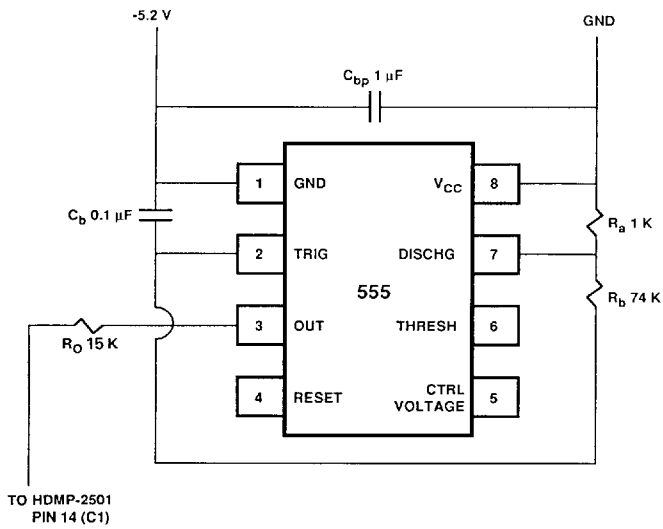 -5.2 V
GND
Cbp 1 µF
1 GND
VCC 8
Cb 0.1 µF
Ra 1 K
2 TRIG
DISCHG 7
555
Rb 74 K
3 OUT
THRESH 6
RO 15 K
4 RESET
CTRL
VOLTAGE 5
TO HDMP-2501
PIN 14 (C1)